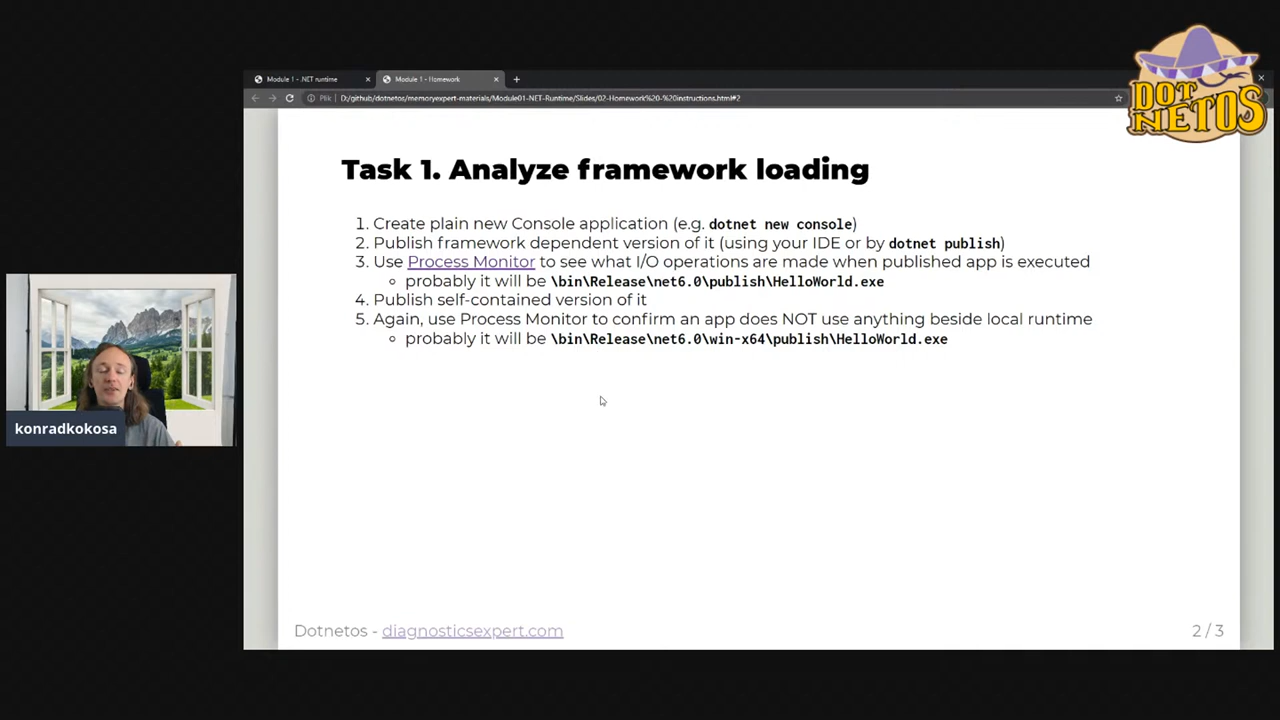 DOT
NETOS
Module 1 - .NET runtime
Module 1 - Homework
Plik
D:/github/dotnetos/memoryexpert-materials/Module01-NET-Runtime/Slides/02-Homework%20-%20instructions.html#2
Task 1. Analyze framework loading
1. Create plain new Console application (e.g. dotnet new console)
2. Publish framework dependent version of it (using your IDE or by dotnet publish)
3. Use Process Monitor to see what I/O operations are made when published app is executed
probably it will be \bin\Release\net6.0\publish\HelloWorld.exe
4. Publish self-contained version of it
5. Again, use Process Monitor to confirm an app does NOT use anything beside local runtime
probably it will be \bin\Release\net6.0\win-x64\publish\HelloWorld.exe
konradkokosa
Dotnetos - diagnosticsexpert.com
2 / 3